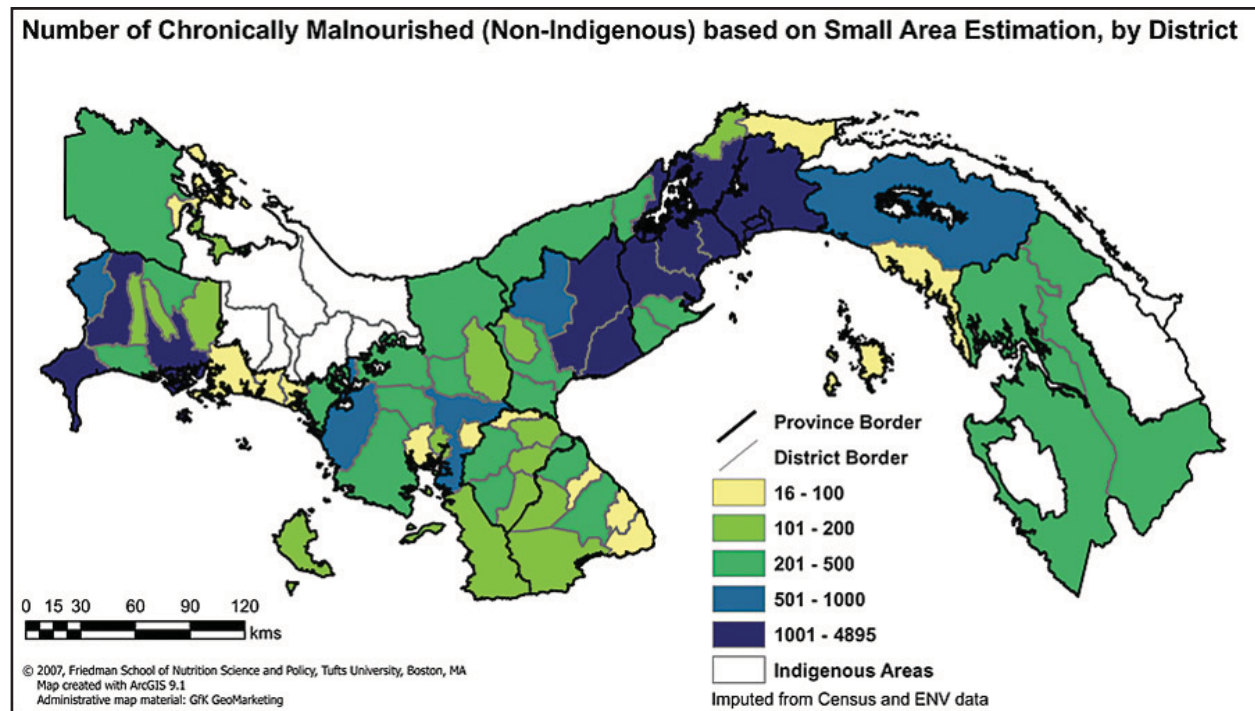 Number of Chronically Malnourished (Non-Indigenous) based on Small Area Estimation, by District
Province Border
District Border
16 - 100
101 - 200
201 - 500
501 - 1000
1001 - 4895
Indigenous Areas
Imputed from Census and ENV data
0 15 30 60 90 120
kms
© 2007, Friedman School of Nutrition Science and Policy, Tufts University, Boston, MA
Map created with ArcGIS 9.1
Administrative map material: GfK GeoMarketing